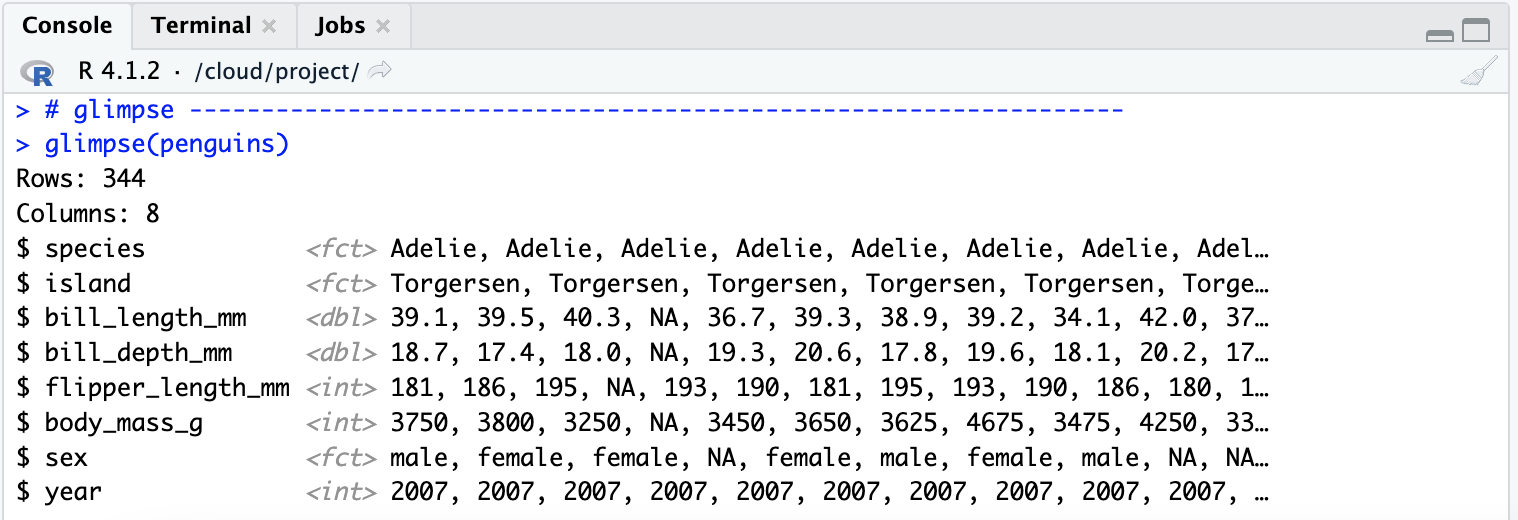 Console Terminal Jobs
R R 4.1.2 · /cloud/project/
> # glimpse -----------------------------------------------------------------
> glimpse(penguins)
Rows: 344
Columns: 8
$ species           <fct> Adelie, Adelie, Adelie, Adelie, Adelie, Adelie, Adelie, Adel…
$ island            <fct> Torgersen, Torgersen, Torgersen, Torgersen, Torgersen, Torge…
$ bill_length_mm    <dbl> 39.1, 39.5, 40.3, NA, 36.7, 39.3, 38.9, 39.2, 34.1, 42.0, 37…
$ bill_depth_mm     <dbl> 18.7, 17.4, 18.0, NA, 19.3, 20.6, 17.8, 19.6, 18.1, 20.2, 17…
$ flipper_length_mm <int> 181, 186, 195, NA, 193, 190, 181, 195, 193, 190, 186, 180, 1…
$ body_mass_g       <int> 3750, 3800, 3250, NA, 3450, 3650, 3625, 4675, 3475, 4250, 33…
$ sex               <fct> male, female, female, NA, female, male, female, male, NA, NA…
$ year              <int> 2007, 2007, 2007, 2007, 2007, 2007, 2007, 2007, 2007, 2007, …